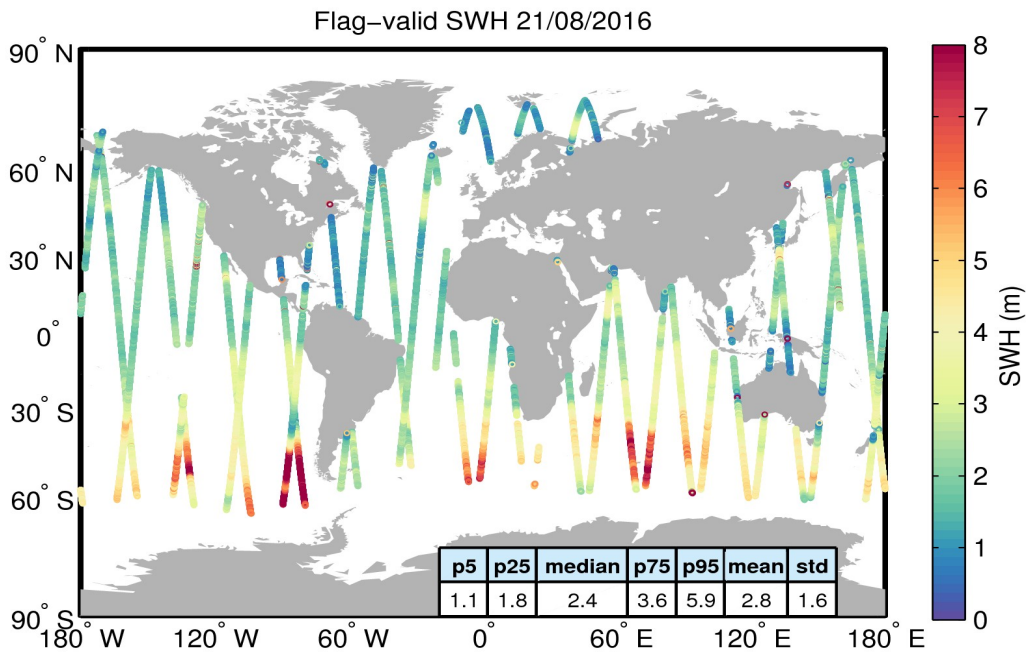 Flag−valid SWH 21/08/2016
90° N
60° N
30° N
0°
30° S
60° S
90° S
180° W 120° W 60° W 0° 60° E 120° E 180° E
p5 p25 median p75 p95 mean std
1.1 1.8 2.4 3.6 5.9 2.8 1.6
8
7
6
5
4
3
2
1
0
SWH (m)